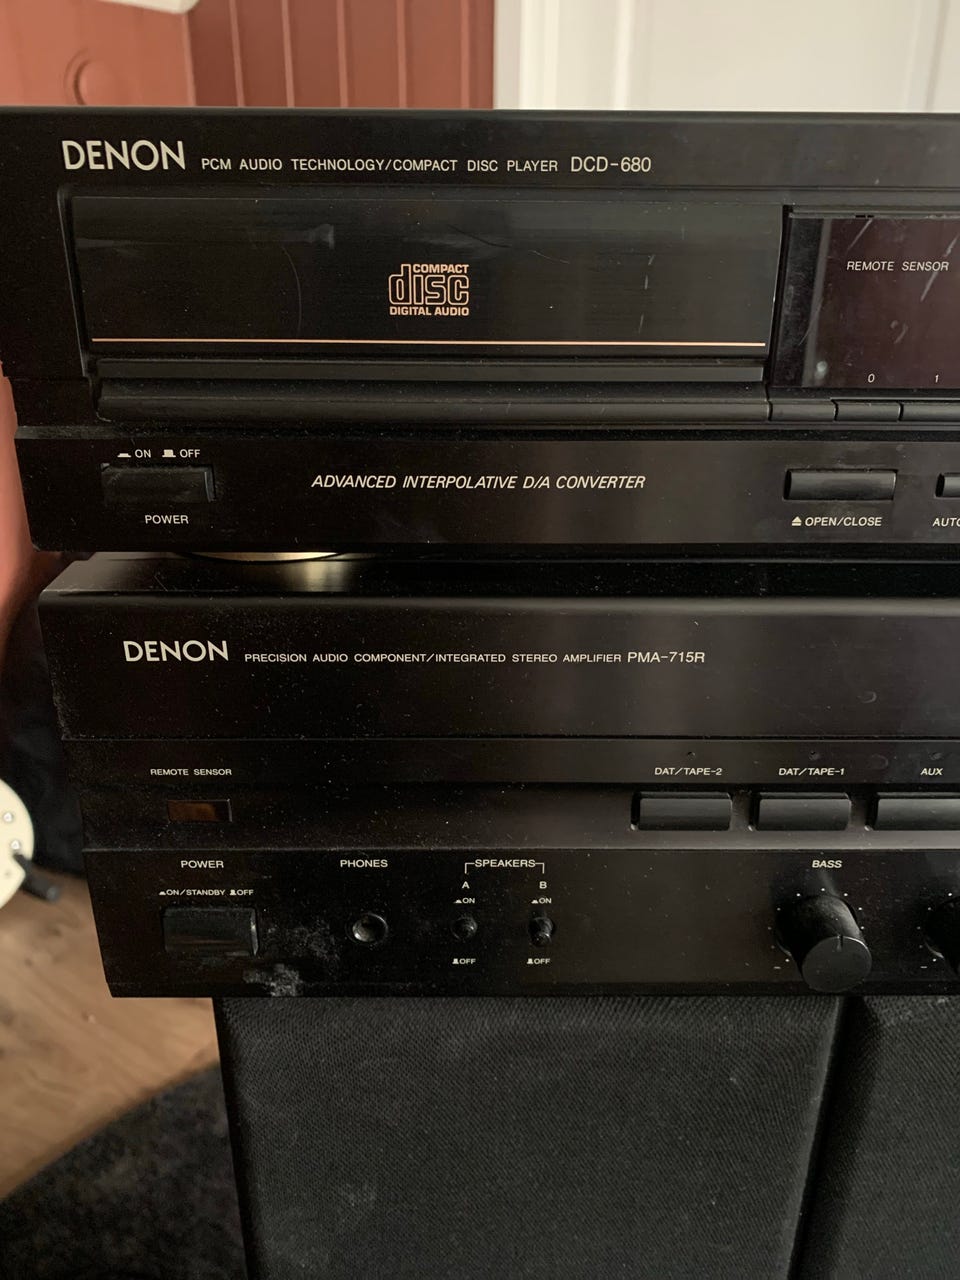 DENON PCM AUDIO TECHNOLOGY/COMPACT DISC PLAYER DCD-680
COMPACT
disc
DIGITAL AUDIO
REMOTE SENSOR
0 1
ON OFF
POWER
ADVANCED INTERPOLATIVE D/A CONVERTER
OPEN/CLOSE
AUTO
DENON PRECISION AUDIO COMPONENT/INTEGRATED STEREO AMPLIFIER PMA-715R
REMOTE SENSOR
DAT/TAPE-2 DAT/TAPE-1 AUX
POWER
ON/STANDBY OFF
PHONES
SPEAKERS
A B
ON ON
OFF OFF
BASS